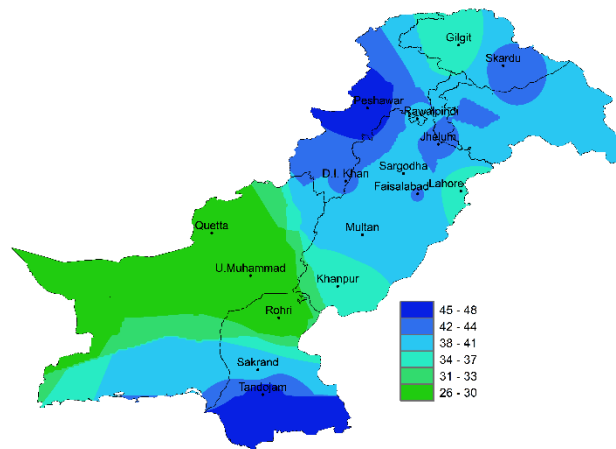 Gilgit
Skardu
Peshawar
Rawalpindi
Jhelum
Sargodha
D.I. Khan
Faisalabad
Lahore
Quetta
Multan
U.Muhammad
Khanpur
Rohri
Sakrand
Tandojam
45 - 48
42 - 44
38 - 41
34 - 37
31 - 33
26 - 30